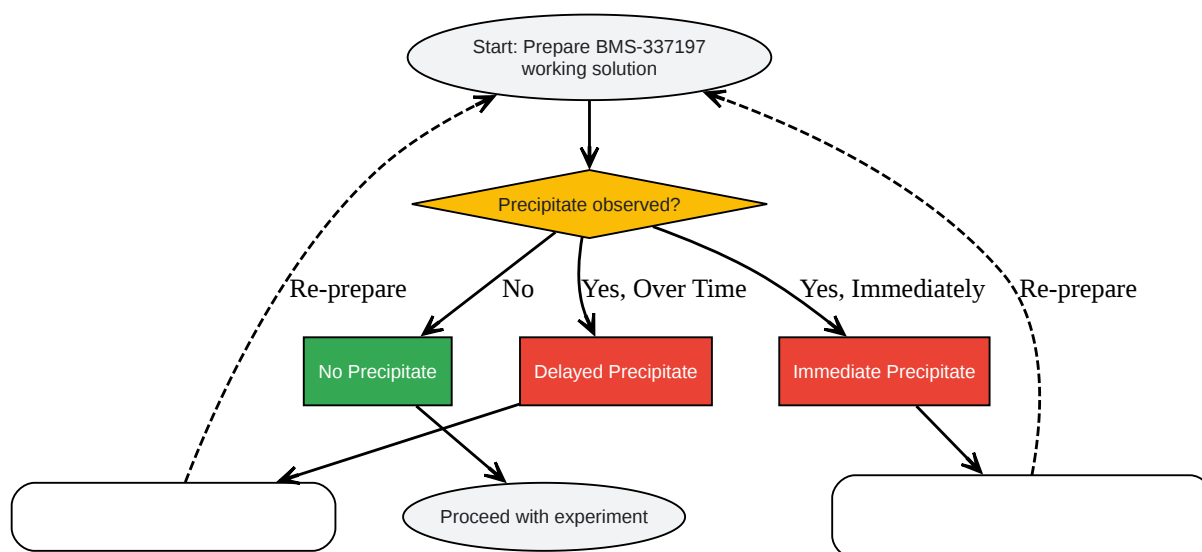 Start: Prepare BMS-337197
working solution
Precipitate observed?
Re-prepare
No
Yes, Over Time
Yes, Immediately
Re-prepare
No Precipitate
Delayed Precipitate
Immediate Precipitate
Proceed with experiment